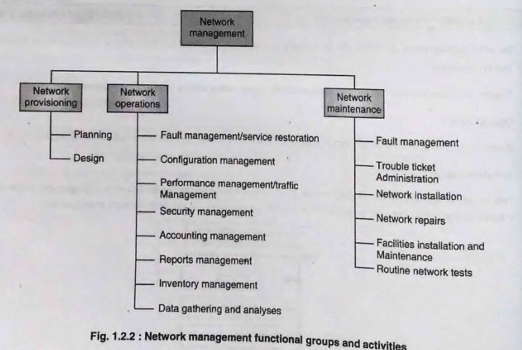 Network
management
Network
provisioning
Planning
Design
Network
operations
Fault management/service restoration
Configuration management
Performance management/traffic
Management
Security management
Accounting management
Reports management
Inventory management
Data gathering and analyses
Network
maintenance
Fault management
Trouble ticket
Administration
Network installation
Network repairs
Facilities installation and
Maintenance
Routine network tests
Fig. 1.2.2 : Network management functional groups and activities